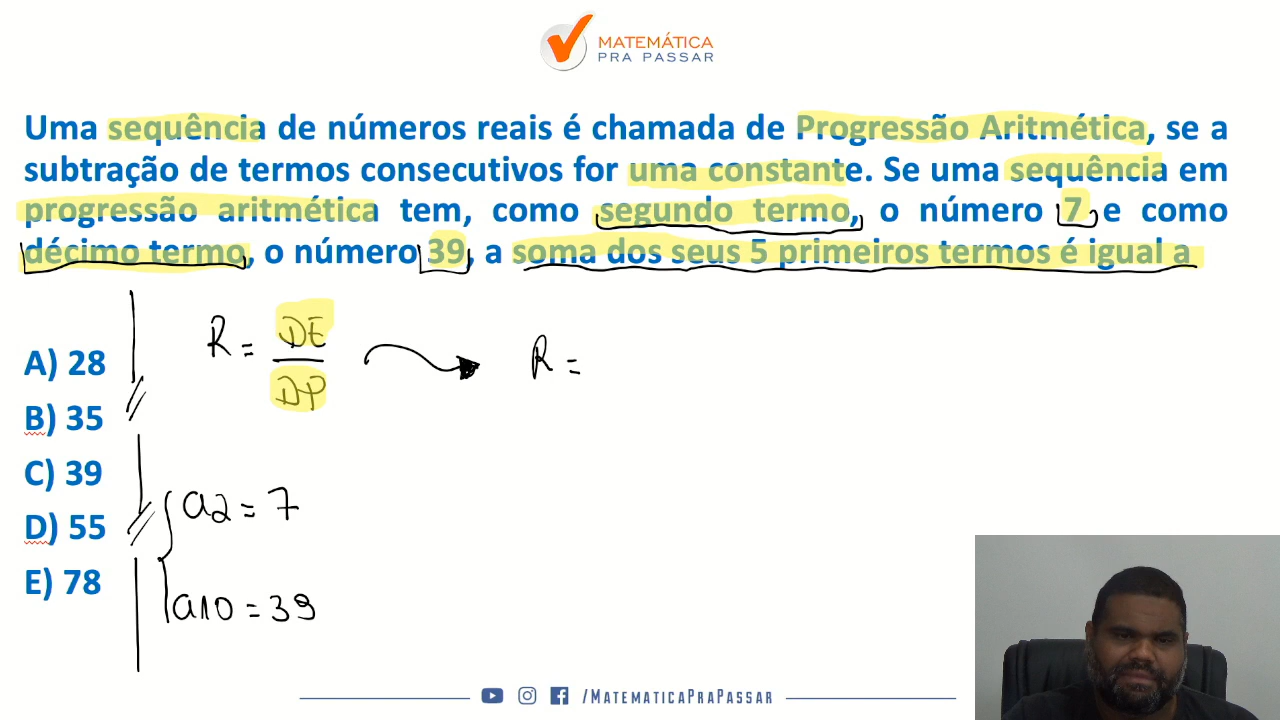 MATEMÁTICA
PRA PASSAR
Uma sequência de números reais é chamada de Progressão Aritmética, se a
subtração de termos consecutivos for uma constante. Se uma sequência em
progressão aritmética tem, como segundo termo, o número 7 e como
décimo termo, o número 39, a soma dos seus 5 primeiros termos é igual a
R = DE / DP
R =
A) 28
B) 35
C) 39
D) 55
E) 78
a2 = 7
a10 = 39
/MatematicaPraPassar